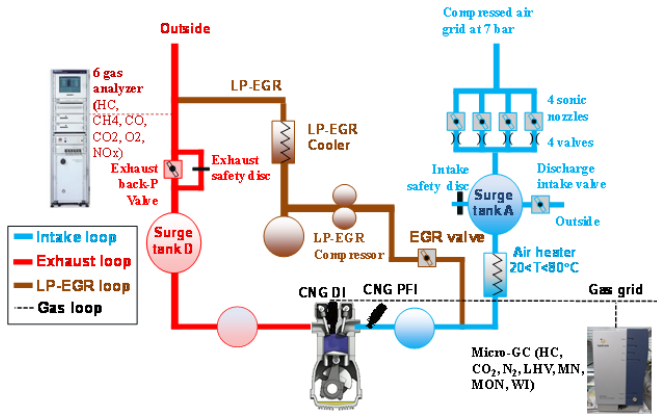 Outside
Compressed air
grid at 7 bar
6 gas
analyzer
(HC,
CH4, CO,
CO2, O2,
NOx)
LP-EGR
4 sonic
nozzles
4 valves
LP-EGR
Cooler
Exhaust
safety disc
Exhaust
back-P
Valve
Intake
safety disc
Discharge
intake valve
Surge
tank A
Outside
Intake loop
Exhaust loop
LP-EGR loop
Gas loop
Surge
tank D
LP-EGR
Compressor
EGR valve
Air heater
20<T<80°C
CNG DI
CNG PFI
Gas grid
Micro-GC (HC,
CO2, N2, LHV, MN,
MON, WI)